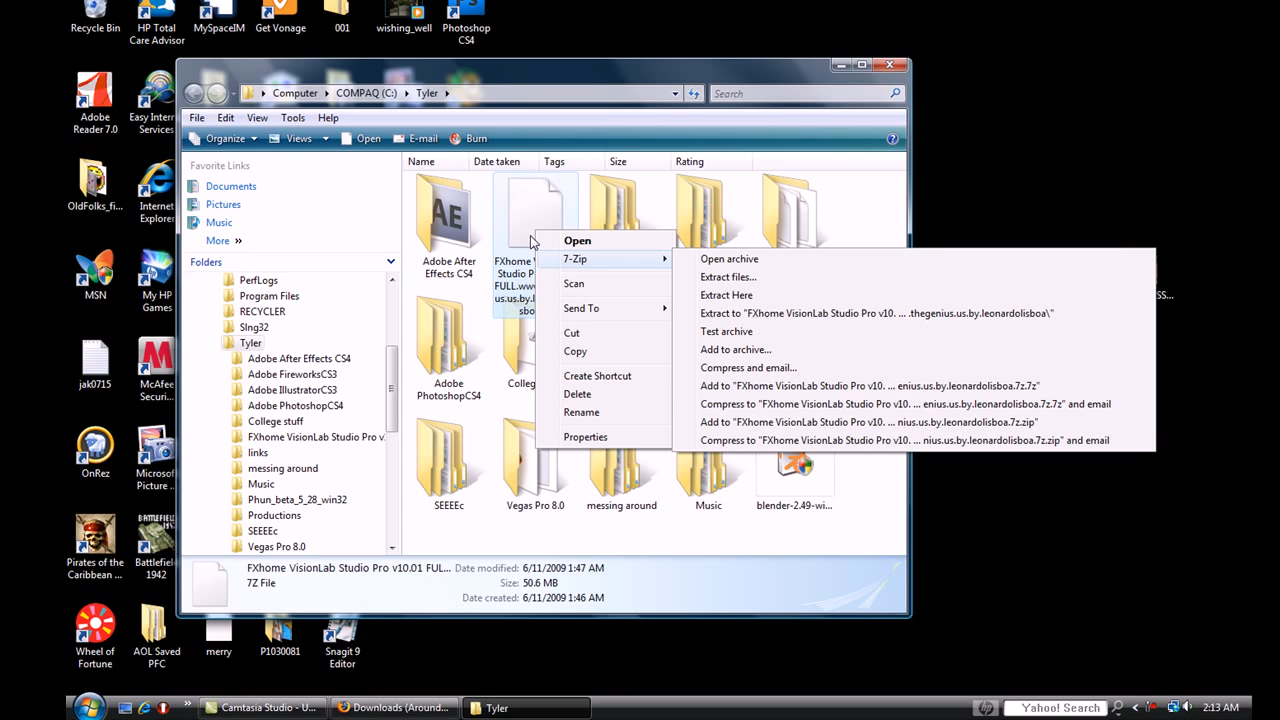 Recycle Bin
HP Total
Care Advisor
MySpaceIM
Get Vonage
001
wishing_well
Photoshop
CS4
Computer
COMPAQ (C:)
Tyler
Search
Adobe
Reader 7.0
Easy Intern
Services
File
Edit
View
Tools
Help
Organize
Views
Open
E-mail
Burn
Favorite Links
Documents
Pictures
Music
More »
Folders
Name
Date taken
Tags
Size
Rating
OldFolks_fi...
Internet
Explorer
MSN
My HP
Games
PerfLogs
Program Files
RECYCLER
SIng32
Tyler
Adobe After Effects CS4
Adobe FireworksCS3
Adobe IllustratorCS3
Adobe PhotoshopCS4
College stuff
FXhome VisionLab Studio Pro v
links
messing around
Music
Phun_beta_5_28_win32
Productions
SEEEEc
Vegas Pro 8.0
AE
Adobe After
Effects CS4
FXhome V
Studio P
FULL.www
us.us.by.l
sbo
Open
7-Zip
Scan
Send To
Cut
Copy
Create Shortcut
Delete
Rename
Properties
Open archive
Extract files...
Extract Here
Extract to "FXhome VisionLab Studio Pro v10. ... .thegenius.us.by.leonardolisboa\"
Test archive
Add to archive...
Compress and email...
Add to "FXhome VisionLab Studio Pro v10. ... enius.us.by.leonardolisboa.7z.7z"
Compress to "FXhome VisionLab Studio Pro v10. ... enius.us.by.leonardolisboa.7z.7z" and email
Add to "FXhome VisionLab Studio Pro v10. ... nius.us.by.leonardolisboa.7z.zip"
Compress to "FXhome VisionLab Studio Pro v10. ... nius.us.by.leonardolisboa.7z.zip" and email
SS...
Adobe
PhotoshopCS4
Colleg
SEEEEc
Vegas Pro 8.0
messing around
Music
blender-2.49-wi...
jak0715
McAfee
Securi...
OnRez
Microsof
Picture ...
Pirates of the
Caribbean ...
BATTLEFIELD
1942
Battlefiel
1942
FXhome VisionLab Studio Pro v10.01 FULL...
7Z File
Date modified: 6/11/2009 1:47 AM
Size: 50.6 MB
Date created: 6/11/2009 1:46 AM
Wheel of
Fortune
AOL Saved
PFC
merry
P1030081
Snagit 9
Editor
Camtasia Studio - U...
Downloads (Around...
Tyler
hp
Yahoo! Search
2:13 AM